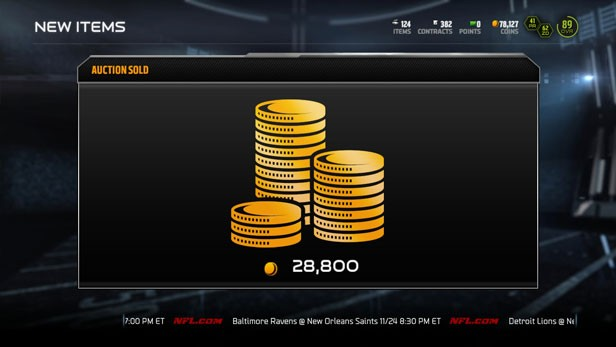 NEW ITEMS
124 ITEMS
382 CONTRACTS
0 POINTS
78,127 COINS
89 OVR
AUCTION SOLD
28,800
7:00 PM ET NFL.COM Baltimore Ravens @ New Orleans Saints 11/24 8:30 PM ET NFL.COM Detroit Lions @ Ne